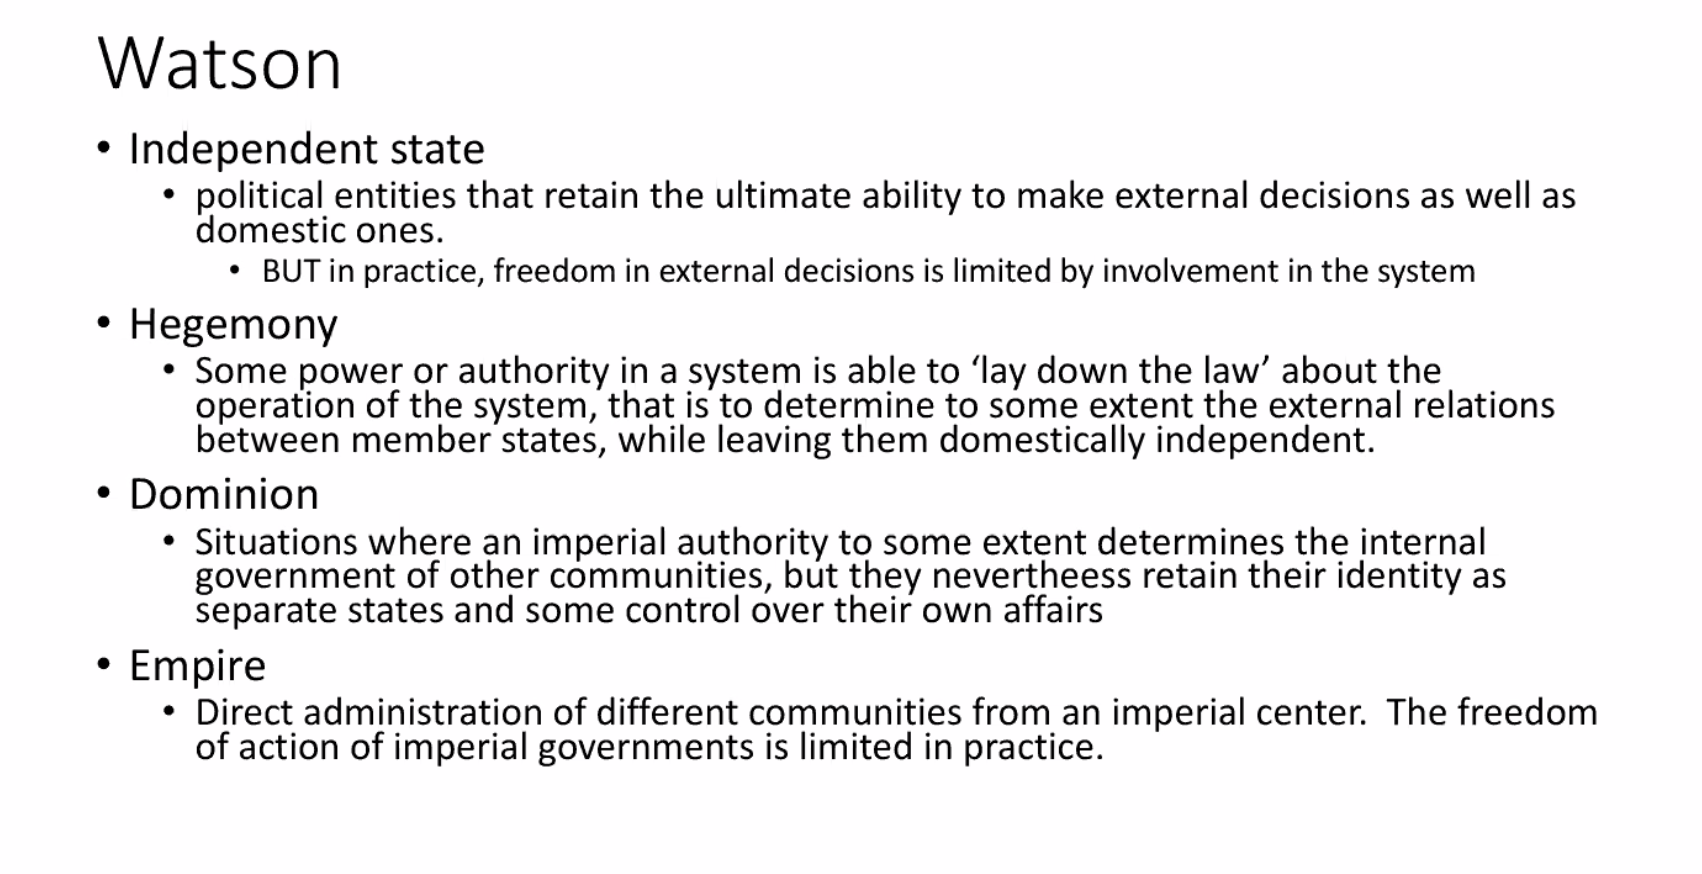 Watson
• Independent state
• political entities that retain the ultimate ability to make external decisions as well as
domestic ones.
• BUT in practice, freedom in external decisions is limited by involvement in the system
• Hegemony
• Some power or authority in a system is able to ‘lay down the law’ about the
operation of the system, that is to determine to some extent the external relations
between member states, while leaving them domestically independent.
• Dominion
• Situations where an imperial authority to some extent determines the internal
government of other communities, but they nevertheess retain their identity as
separate states and some control over their own affairs
• Empire
• Direct administration of different communities from an imperial center.  The freedom
of action of imperial governments is limited in practice.